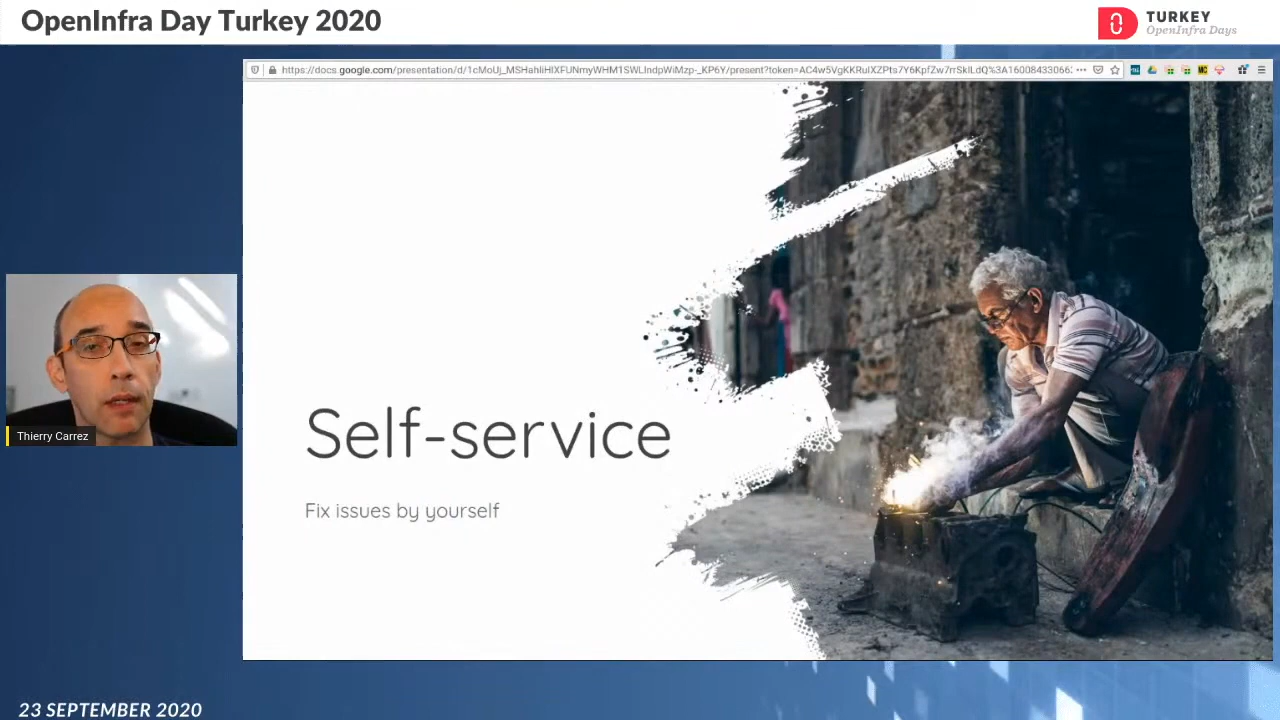 OpenInfra Day Turkey 2020
TURKEY
OpenInfra Days
Self-service
Fix issues by yourself
Thierry Carrez
23 SEPTEMBER 2020